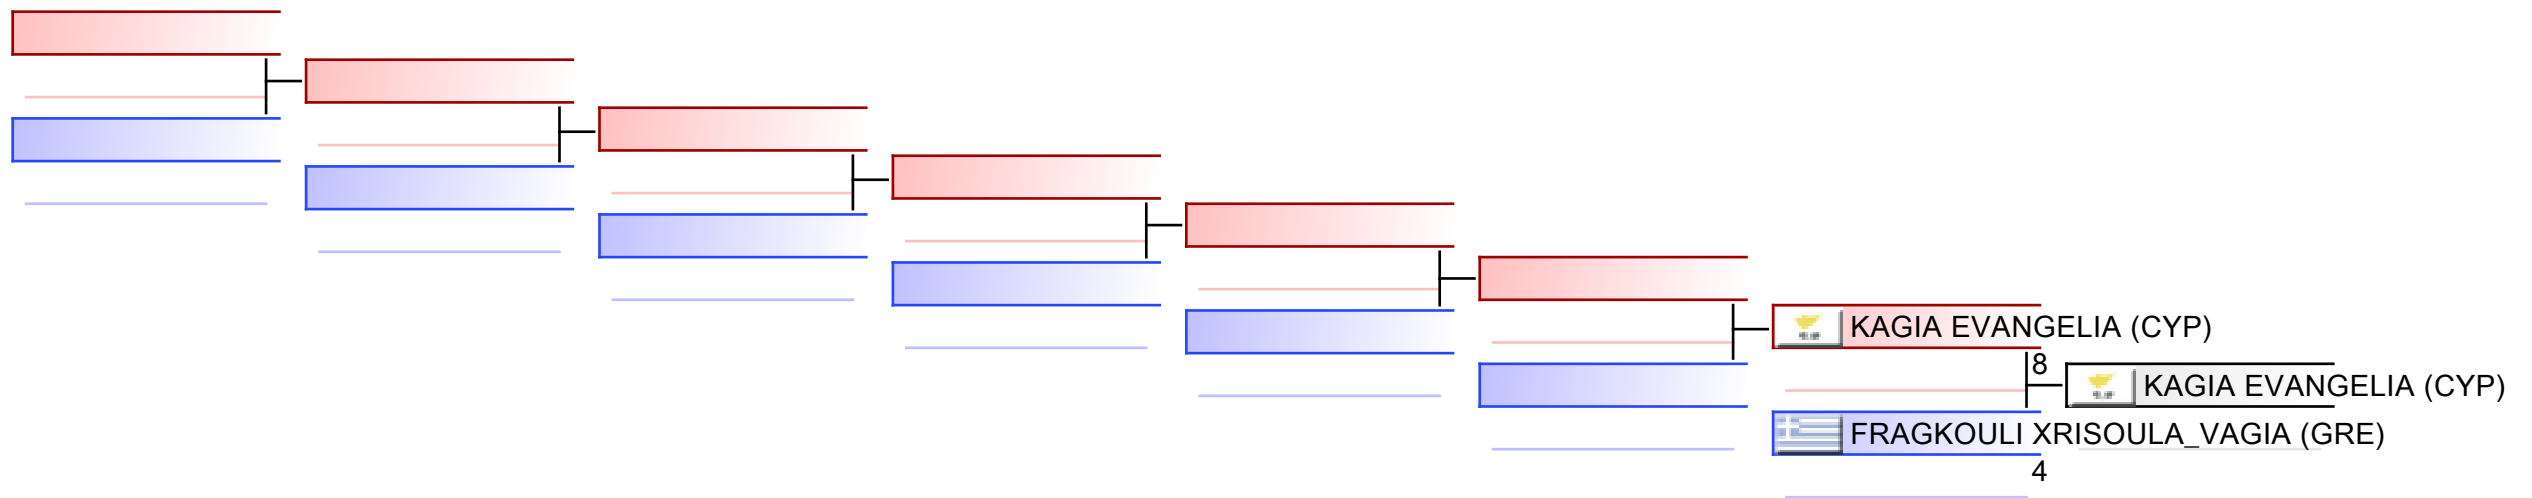 KAGIA EVANGELIA (CYP)
8
KAGIA EVANGELIA (CYP)
FRAGKOULI XRISOULA_VAGIA (GRE)
4